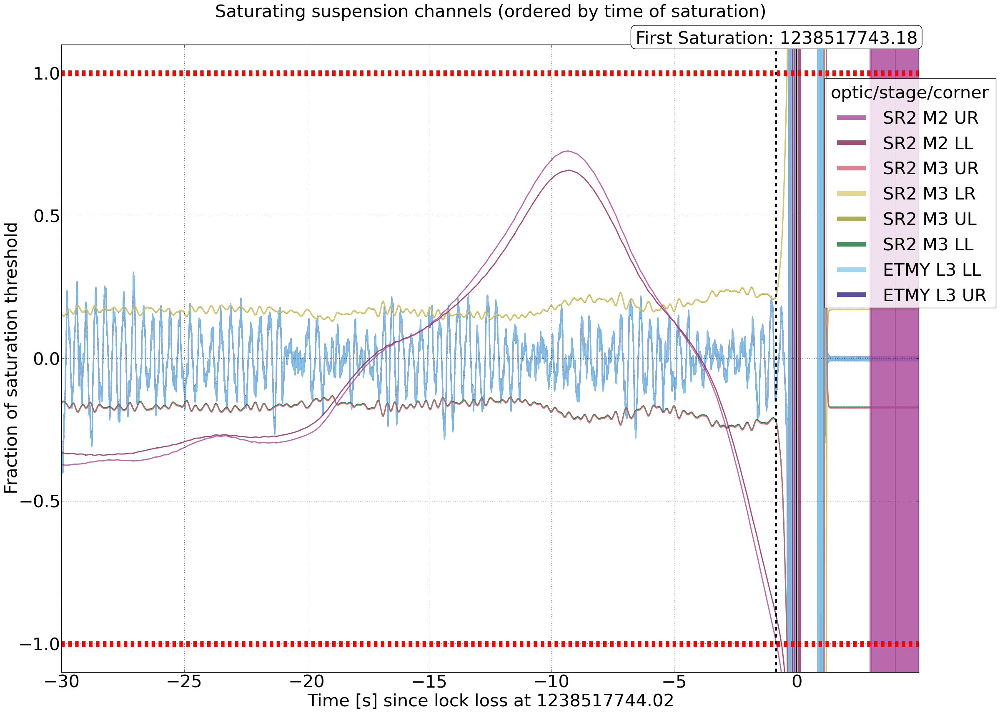 Saturating suspension channels (ordered by time of saturation)
First Saturation: 1238517743.18
Fraction of saturation threshold
1.0
0.5
0.0
−0.5
−1.0
optic/stage/corner
SR2 M2 UR
SR2 M2 LL
SR2 M3 UR
SR2 M3 LR
SR2 M3 UL
SR2 M3 LL
ETMY L3 LL
ETMY L3 UR
−30 −25 −20 −15 −10 −5 0
Time [s] since lock loss at 1238517744.02